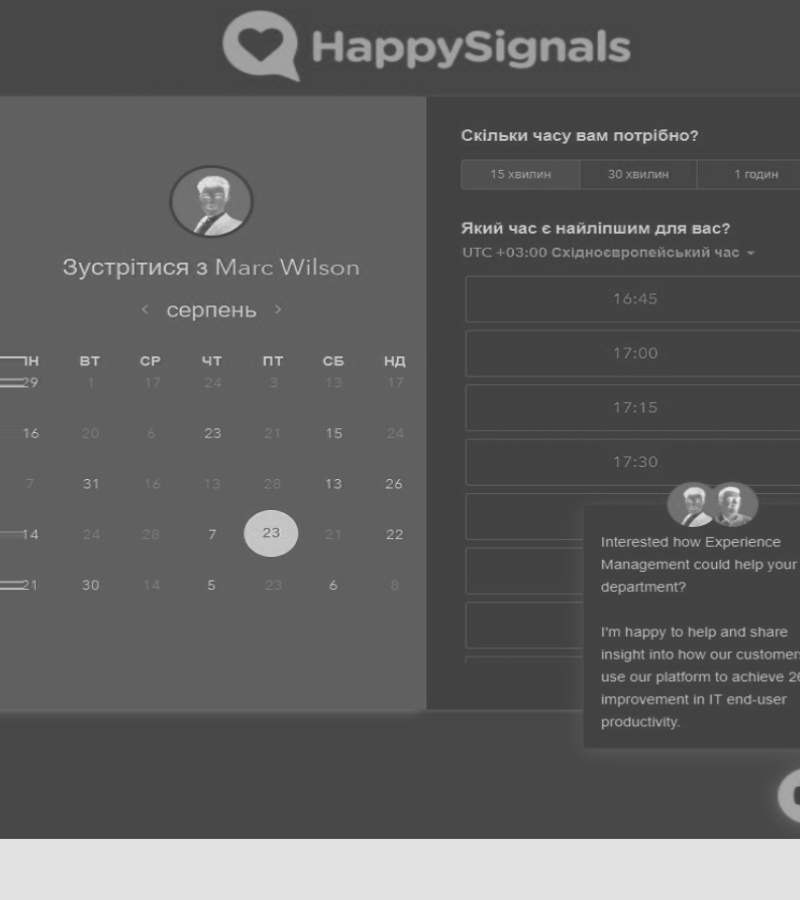 HappySignals
Зустрітися з Marc Wilson
серпень
ПН ВТ СР ЧТ ПТ СБ НД
29 1 17 24 3 13 17
16 20 6 23 21 15 24
7 31 16 13 28 13 26
14 24 28 7 23 21 22
21 30 14 5 23 6 8
Скільки часу вам потрібно?
15 хвилин 30 хвилин 1 годин
Який час є найліпшим для вас?
UTC +03:00 Східноєвропейський час
16:45
17:00
17:15
17:30
Interested how Experience
Management could help your
department?
I'm happy to help and share
insight into how our customers
use our platform to achieve 26
improvement in IT end-user
productivity.